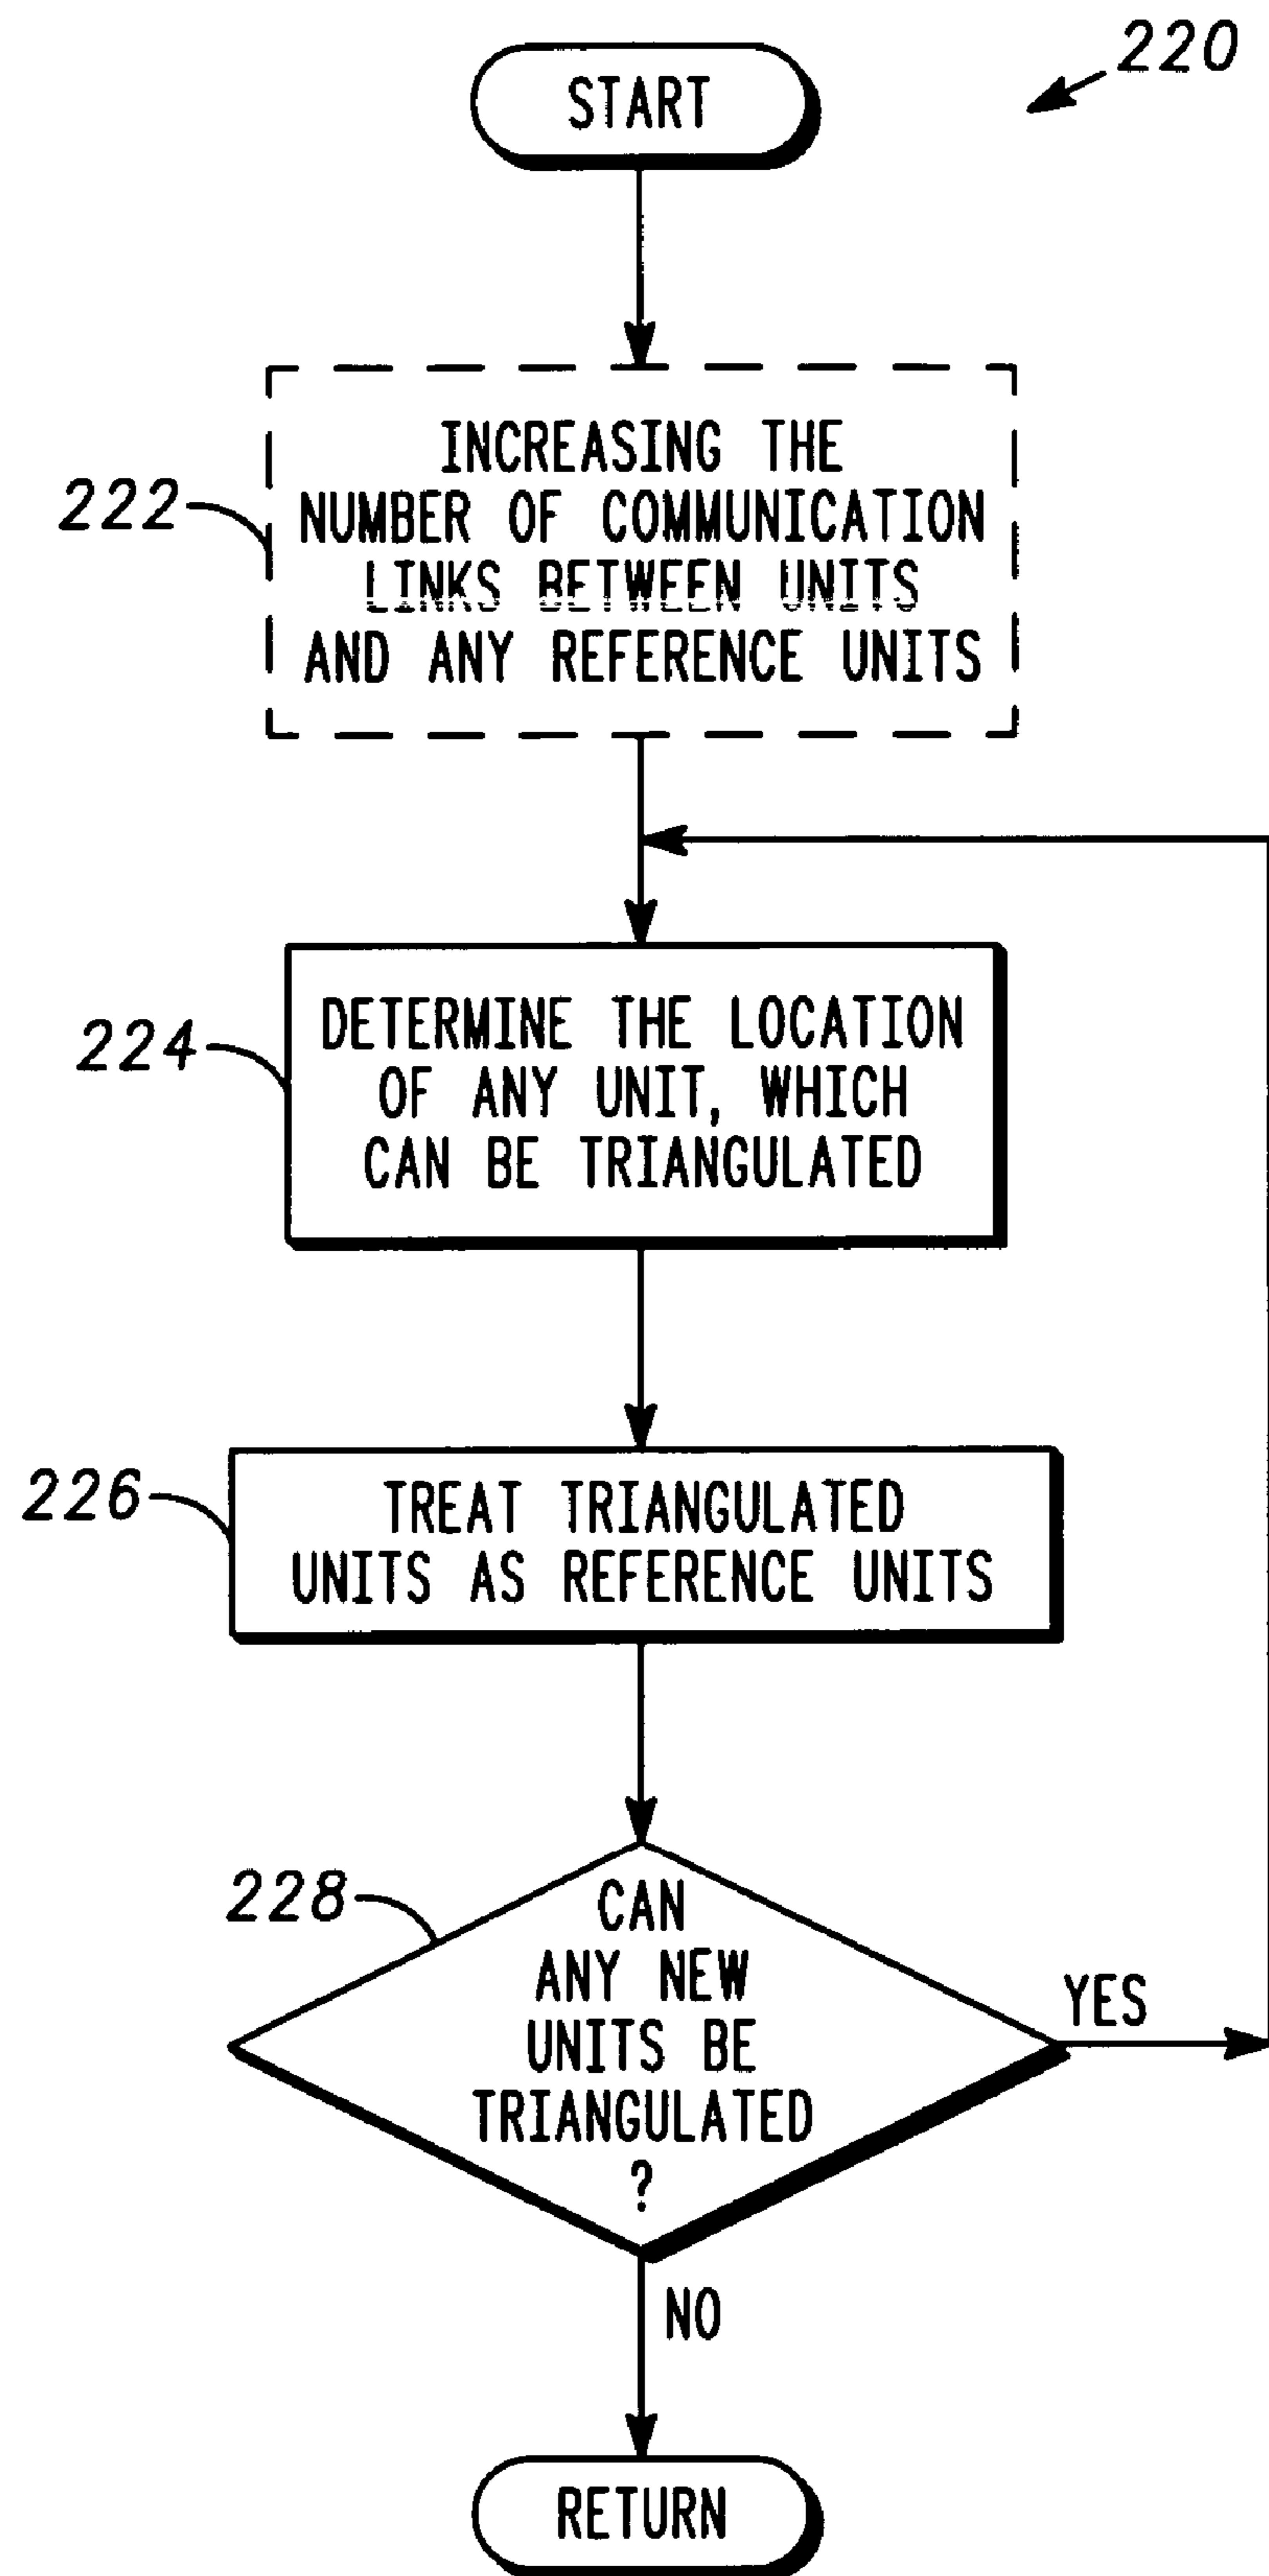 220
START
222
INCREASING THE
NUMBER OF COMMUNICATION
LINKS BETWEEN UNITS
AND ANY REFERENCE UNITS
224
DETERMINE THE LOCATION
OF ANY UNIT, WHICH
CAN BE TRIANGULATED
226
TREAT TRIANGULATED
UNITS AS REFERENCE UNITS
228
CAN
ANY NEW
UNITS BE
TRIANGULATED
?
YES
NO
RETURN